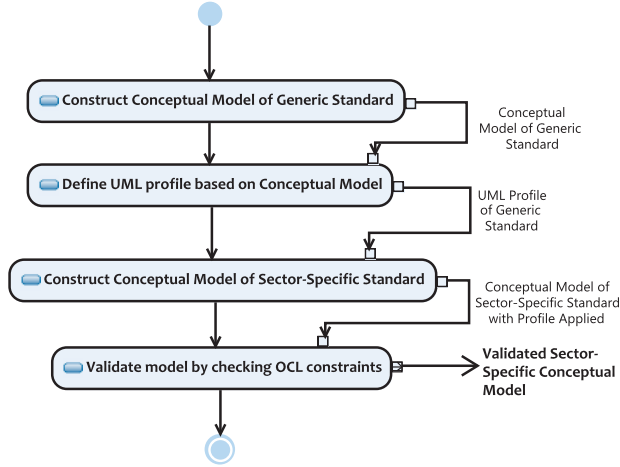 Construct Conceptual Model of Generic Standard
Conceptual
Model of Generic
Standard
Define UML profile based on Conceptual Model
UML Profile
of Generic
Standard
Construct Conceptual Model of Sector-Specific Standard
Conceptual Model of
Sector-Specific Standard
with Profile Applied
Validate model by checking OCL constraints
Validated Sector-
Specific Conceptual
Model